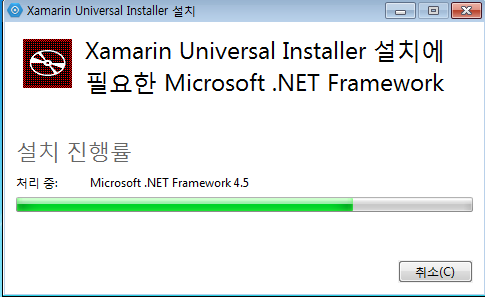 Xamarin Universal Installer 설치
Xamarin Universal Installer 설치에
필요한 Microsoft .NET Framework
설치 진행률
처리 중: Microsoft .NET Framework 4.5
취소(C)